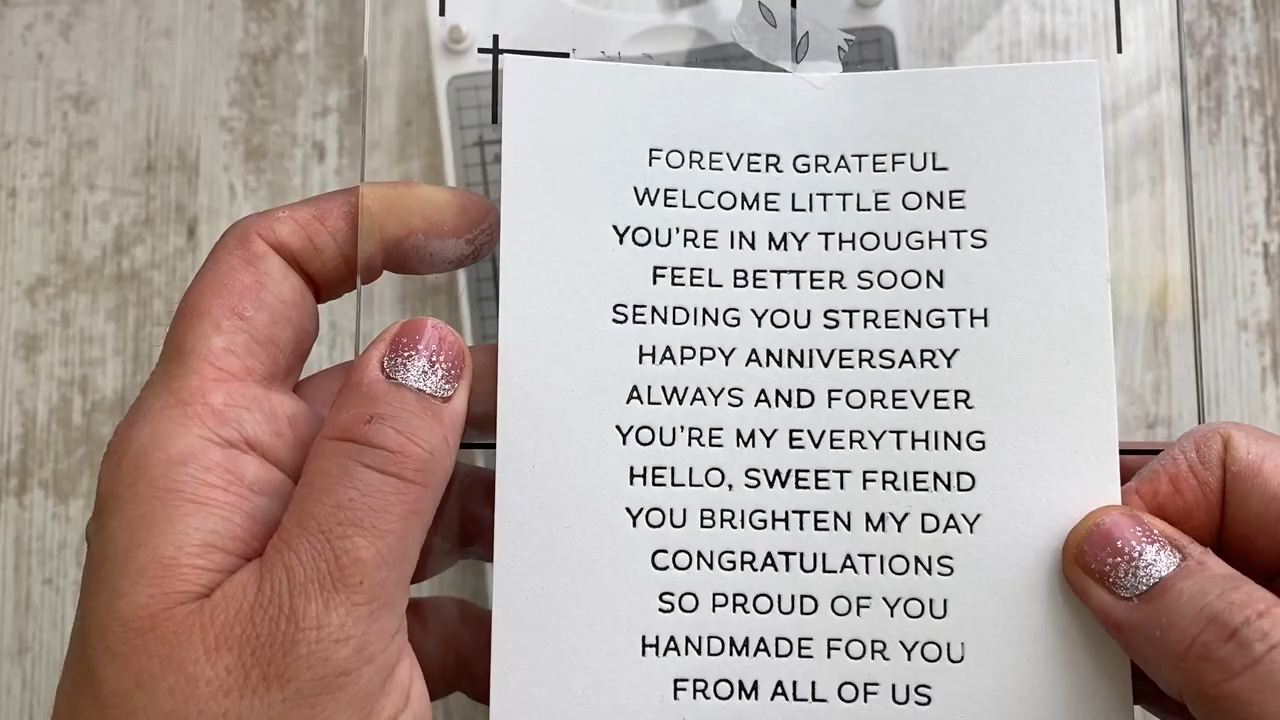 FOREVER GRATEFUL
WELCOME LITTLE ONE
YOU'RE IN MY THOUGHTS
FEEL BETTER SOON
SENDING YOU STRENGTH
HAPPY ANNIVERSARY
ALWAYS AND FOREVER
YOU'RE MY EVERYTHING
HELLO, SWEET FRIEND
YOU BRIGHTEN MY DAY
CONGRATULATIONS
SO PROUD OF YOU
HANDMADE FOR YOU
FROM ALL OF US